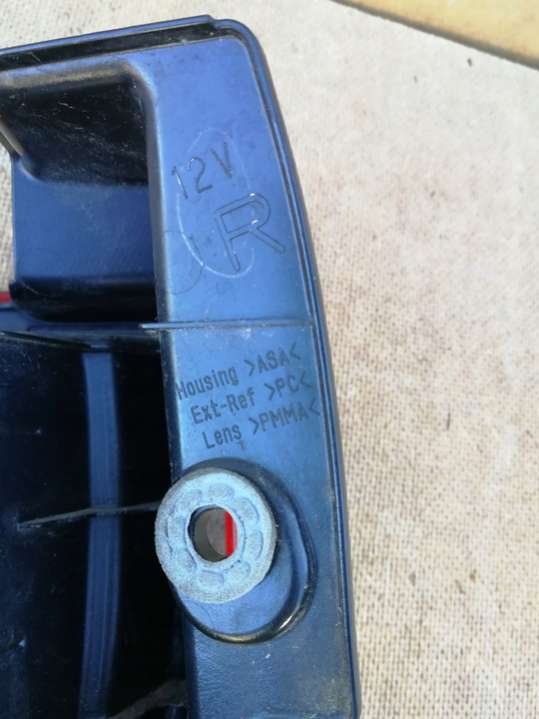 12V
R
Housing >ASA<
Ext-Ref >PC<
Lens >PMMA<